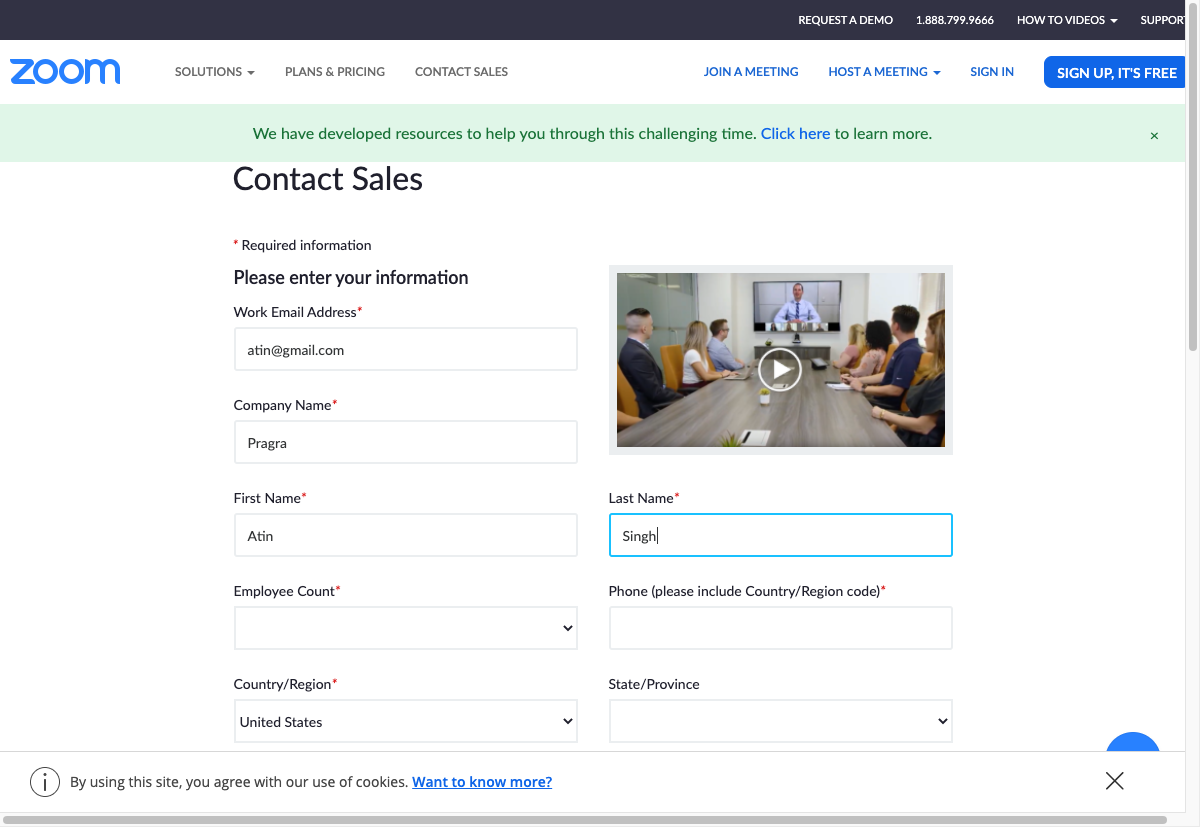 REQUEST A DEMO 1.888.799.9666 HOW TO VIDEOS SUPPORT
zoom SOLUTIONS PLANS & PRICING CONTACT SALES JOIN A MEETING HOST A MEETING SIGN IN SIGN UP, IT'S FREE
We have developed resources to help you through this challenging time. Click here to learn more. ×
Contact Sales
* Required information
Please enter your information
Work Email Address*
atin@gmail.com
Company Name*
Pragra
First Name* Last Name*
Atin Singh
Employee Count* Phone (please include Country/Region code)*
Country/Region* State/Province
United States
By using this site, you agree with our use of cookies. Want to know more?